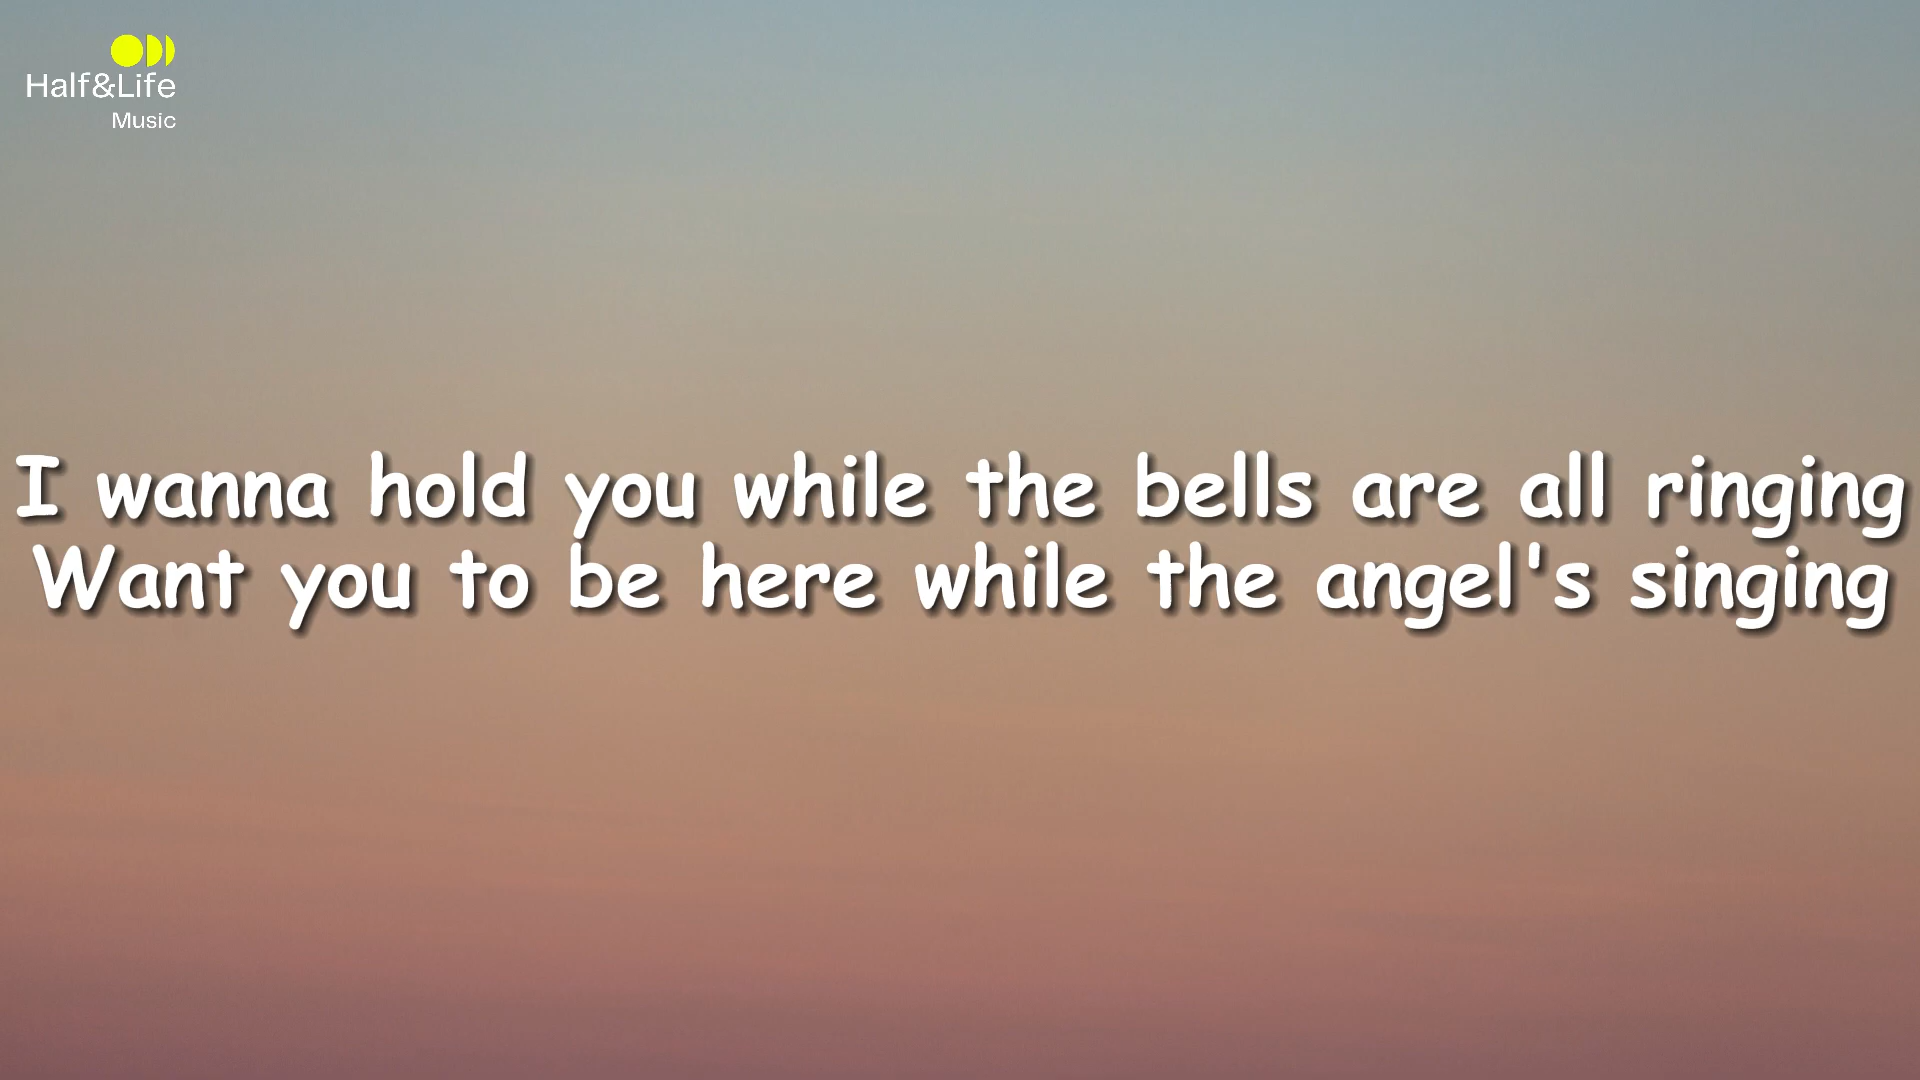 Half&Life
Music
I wanna hold you while the bells are all ringing
Want you to be here while the angel's singing